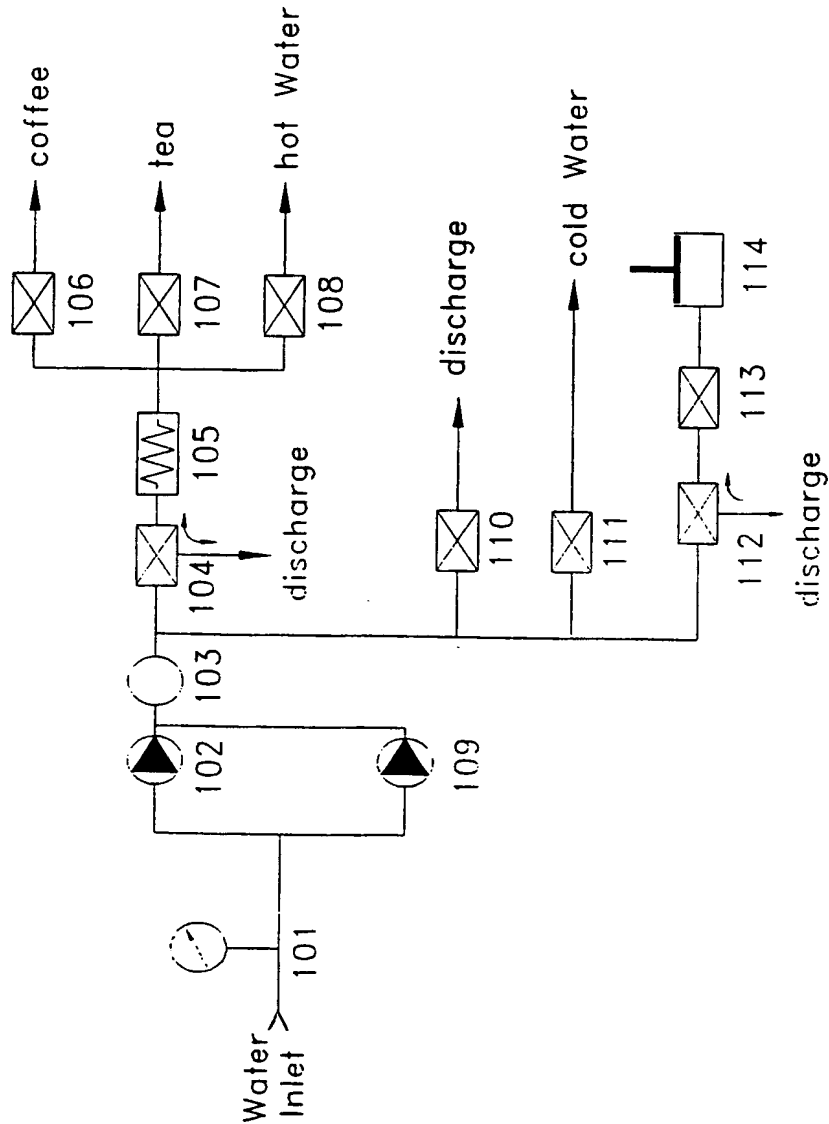 Water
Inlet
101
102
109
103
104
discharge
105
106
coffee
107
tea
108
hot Water
110
discharge
111
cold Water
112
discharge
113
114